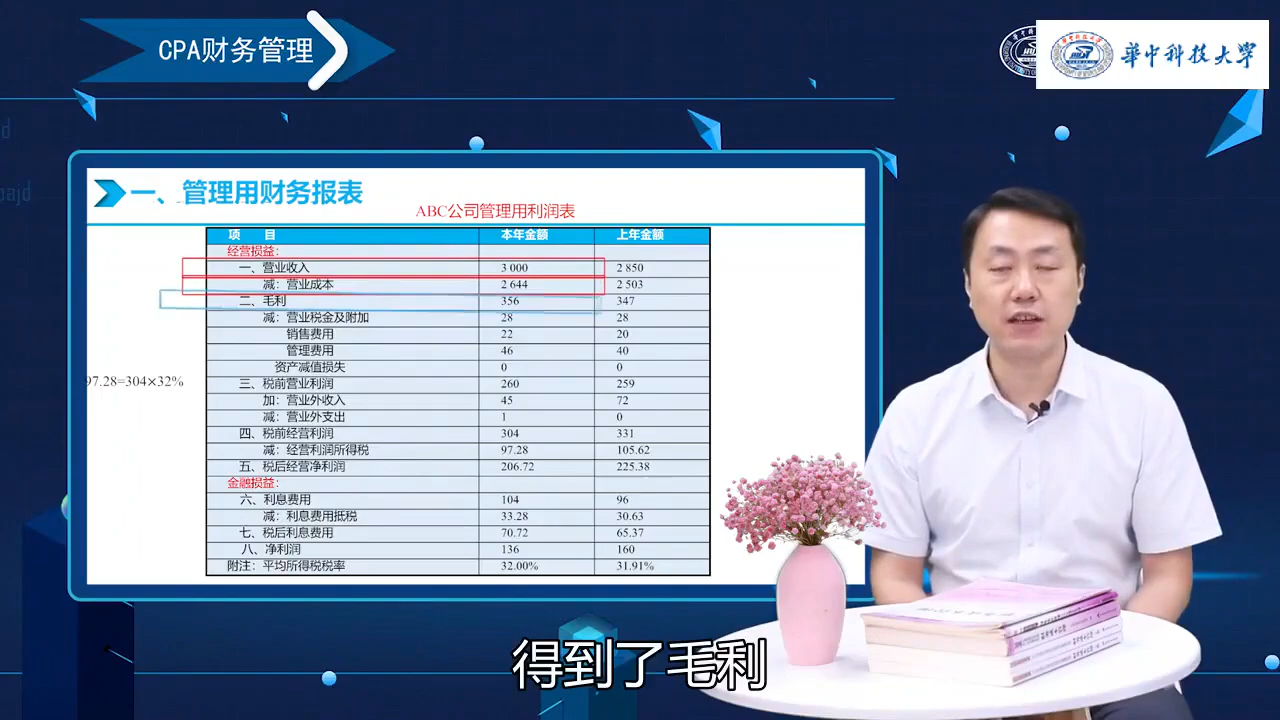 CPA财务管理
華中科技大学
一、管理用财务报表
ABC公司管理用利润表
项 目 本年金额 上年金额
经营损益:
一、营业收入 3 000 2 850
减:营业成本 2 644 2 503
二、毛利 356 347
减:营业税金及附加 28 28
销售费用 22 20
管理费用 46 40
资产减值损失 0 0
三、税前营业利润 260 259
加:营业外收入 45 72
减:营业外支出 1 0
四、税前经营利润 304 331
减:经营利润所得税 97.28 105.62
五、税后经营净利润 206.72 225.38
金融损益:
六、利息费用 104 96
减:利息费用抵税 33.28 30.63
七、税后利息费用 70.72 65.37
八、净利润 136 160
附注:平均所得税税率 32.00% 31.91%
97.28=304×32%
得到了毛利